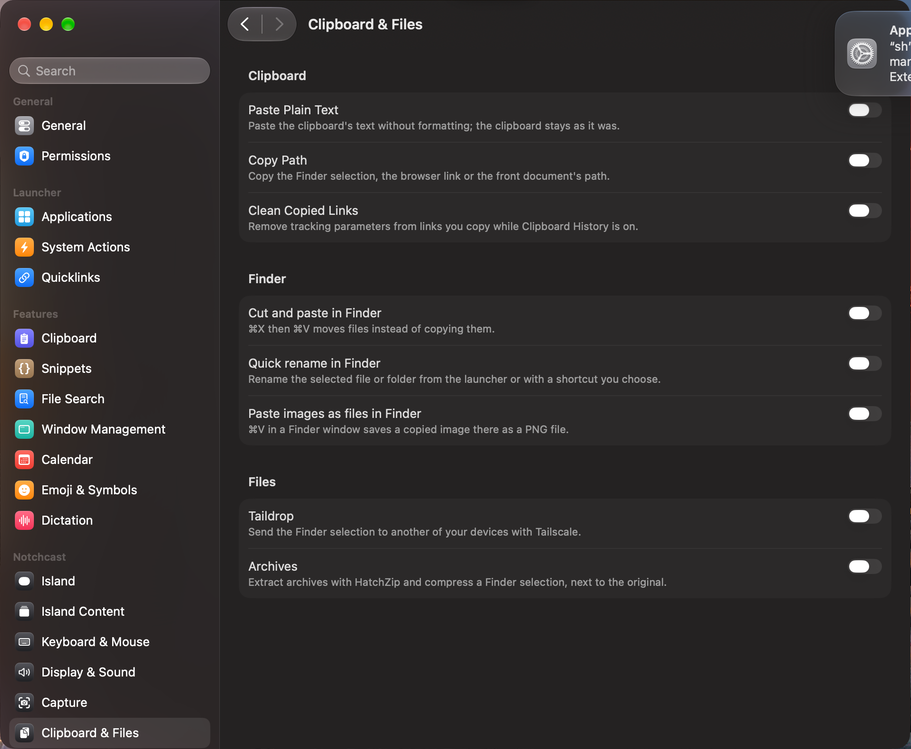 Clipboard & Files
Search
General
General
Permissions
Launcher
Applications
System Actions
Quicklinks
Features
Clipboard
Snippets
File Search
Window Management
Calendar
Emoji & Symbols
Dictation
Notchcast
Island
Island Content
Keyboard & Mouse
Display & Sound
Capture
Clipboard & Files
Clipboard
Paste Plain Text
Paste the clipboard's text without formatting; the clipboard stays as it was.
Copy Path
Copy the Finder selection, the browser link or the front document's path.
Clean Copied Links
Remove tracking parameters from links you copy while Clipboard History is on.
Finder
Cut and paste in Finder
⌘X then ⌘V moves files instead of copying them.
Quick rename in Finder
Rename the selected file or folder from the launcher or with a shortcut you choose.
Paste images as files in Finder
⌘V in a Finder window saves a copied image there as a PNG file.
Files
Taildrop
Send the Finder selection to another of your devices with Tailscale.
Archives
Extract archives with HatchZip and compress a Finder selection, next to the original.
App
“sh”